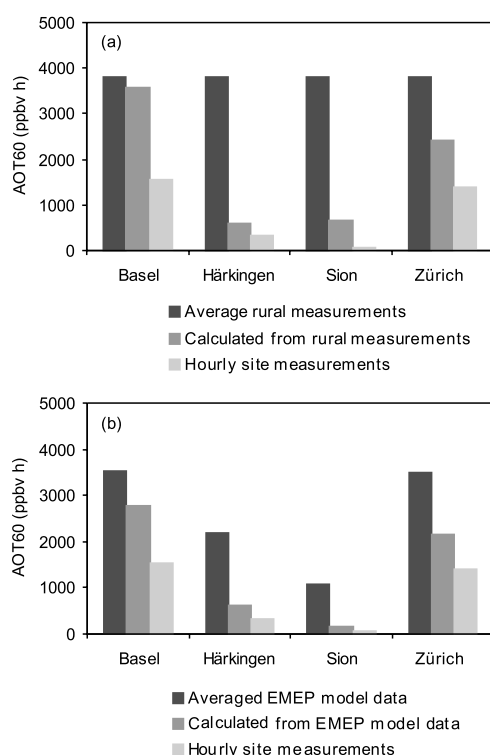 5000
(a)
4000
3000
2000
1000
0
AOT60 (ppbv h)
Basel Härkingen Sion Zürich
Average rural measurements
Calculated from rural measurements
Hourly site measurements
5000
(b)
4000
3000
2000
1000
0
AOT60 (ppbv h)
Basel Härkingen Sion Zürich
Averaged EMEP model data
Calculated from EMEP model data
Hourly site measurements